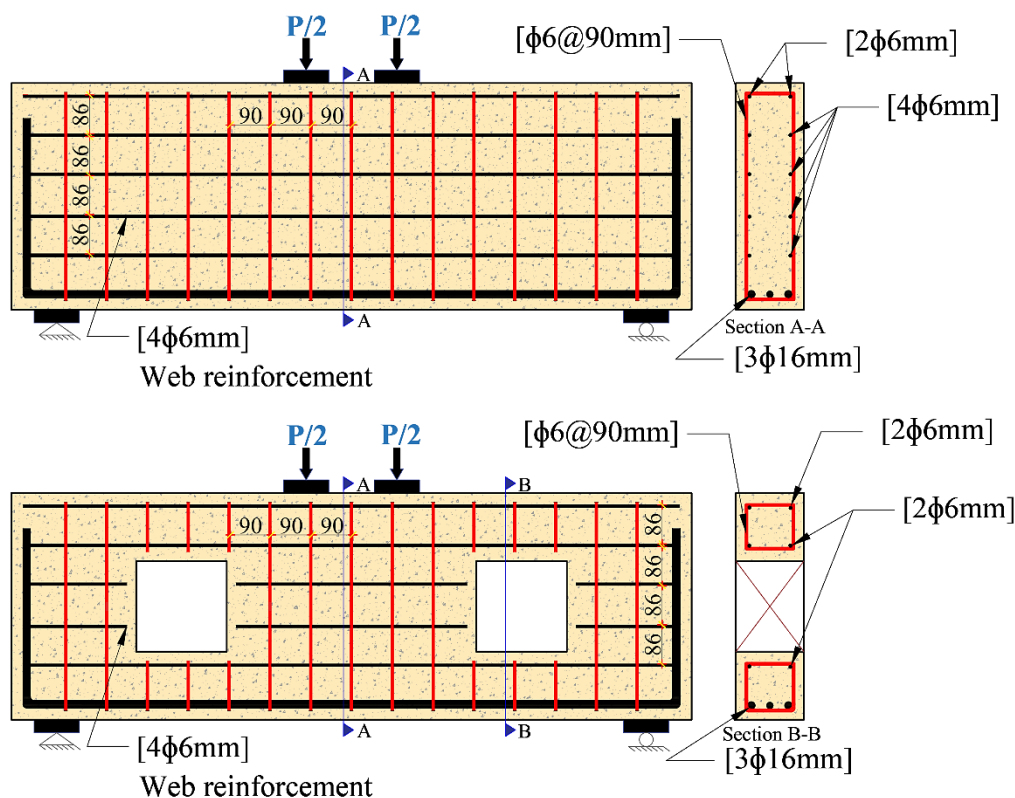 P/2 P/2
[ϕ6@90mm]
[2ϕ6mm]
A
90 90 90
86
86
86
86
[4ϕ6mm]
A
[4ϕ6mm]
Web reinforcement
Section A-A
[3ϕ16mm]
P/2 P/2
[ϕ6@90mm]
[2ϕ6mm]
A
B
90 90 90
86
86
86
86
[2ϕ6mm]
A
B
[4ϕ6mm]
Web reinforcement
Section B-B
[3ϕ16mm]